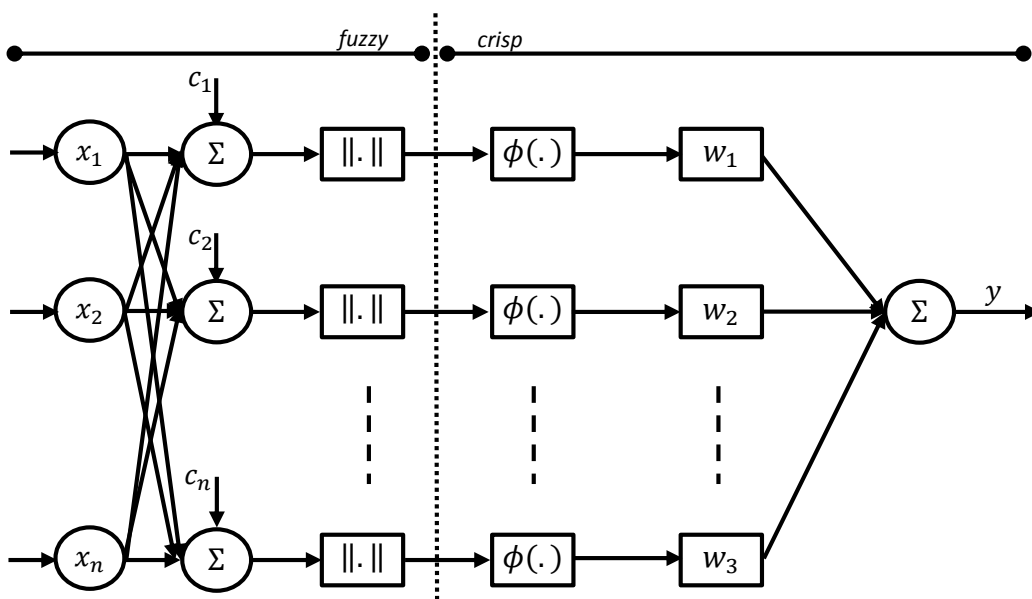 fuzzy crisp
c₁
x₁ Σ ||.|| ϕ(.) w₁
c₂
x₂ Σ ||.|| ϕ(.) w₂ Σ y
cₙ
xₙ Σ ||.|| ϕ(.) w₃